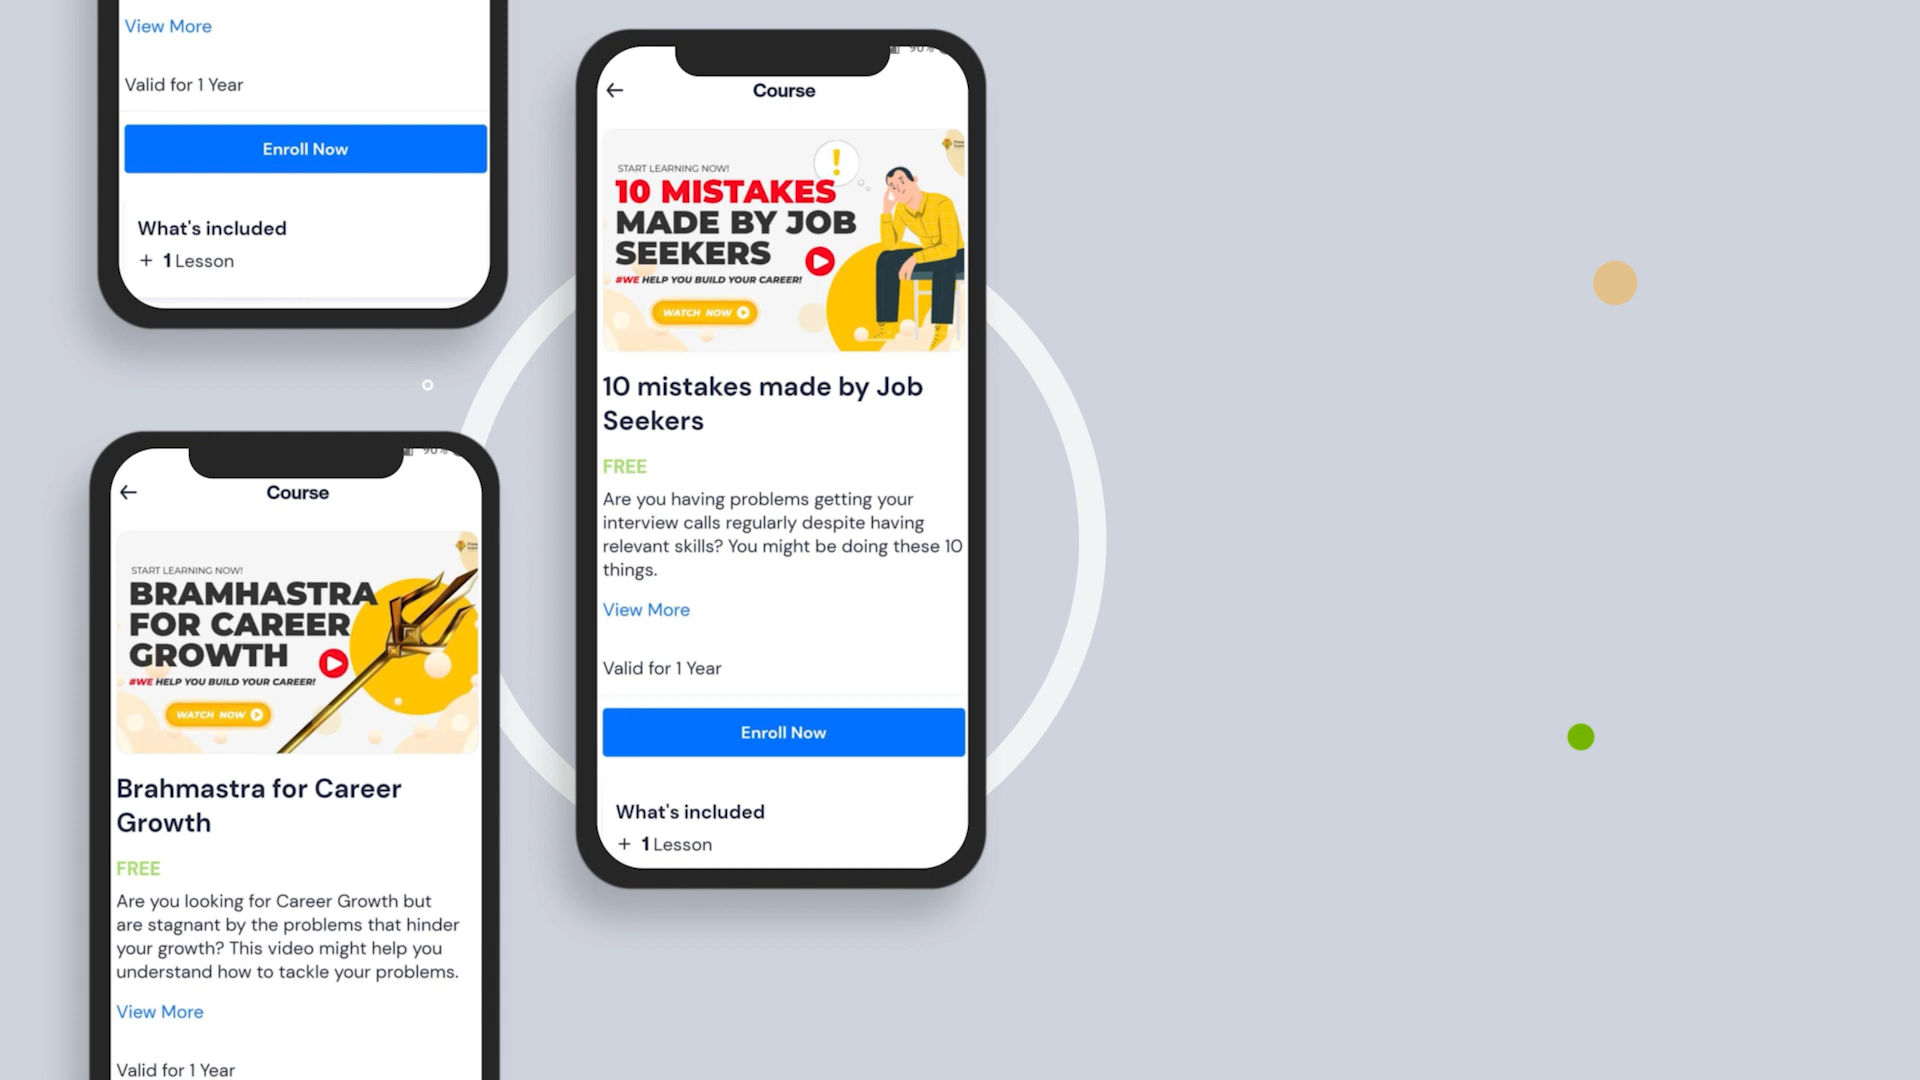 View More
Valid for 1 Year
Enroll Now
What's included
+ 1 Lesson
Course
START LEARNING NOW!
BRAMHASTRA
FOR CAREER
GROWTH
#WE HELP YOU BUILD YOUR CAREER!
WATCH NOW
Brahmastra for Career
Growth
FREE
Are you looking for Career Growth but
are stagnant by the problems that hinder
your growth? This video might help you
understand how to tackle your problems.
View More
Valid for 1 Year
90%
Course
START LEARNING NOW!
!
10 MISTAKES
MADE BY JOB
SEEKERS
#WE HELP YOU BUILD YOUR CAREER!
WATCH NOW
10 mistakes made by Job
Seekers
FREE
Are you having problems getting your
interview calls regularly despite having
relevant skills? You might be doing these 10
things.
View More
Valid for 1 Year
Enroll Now
What's included
+ 1 Lesson